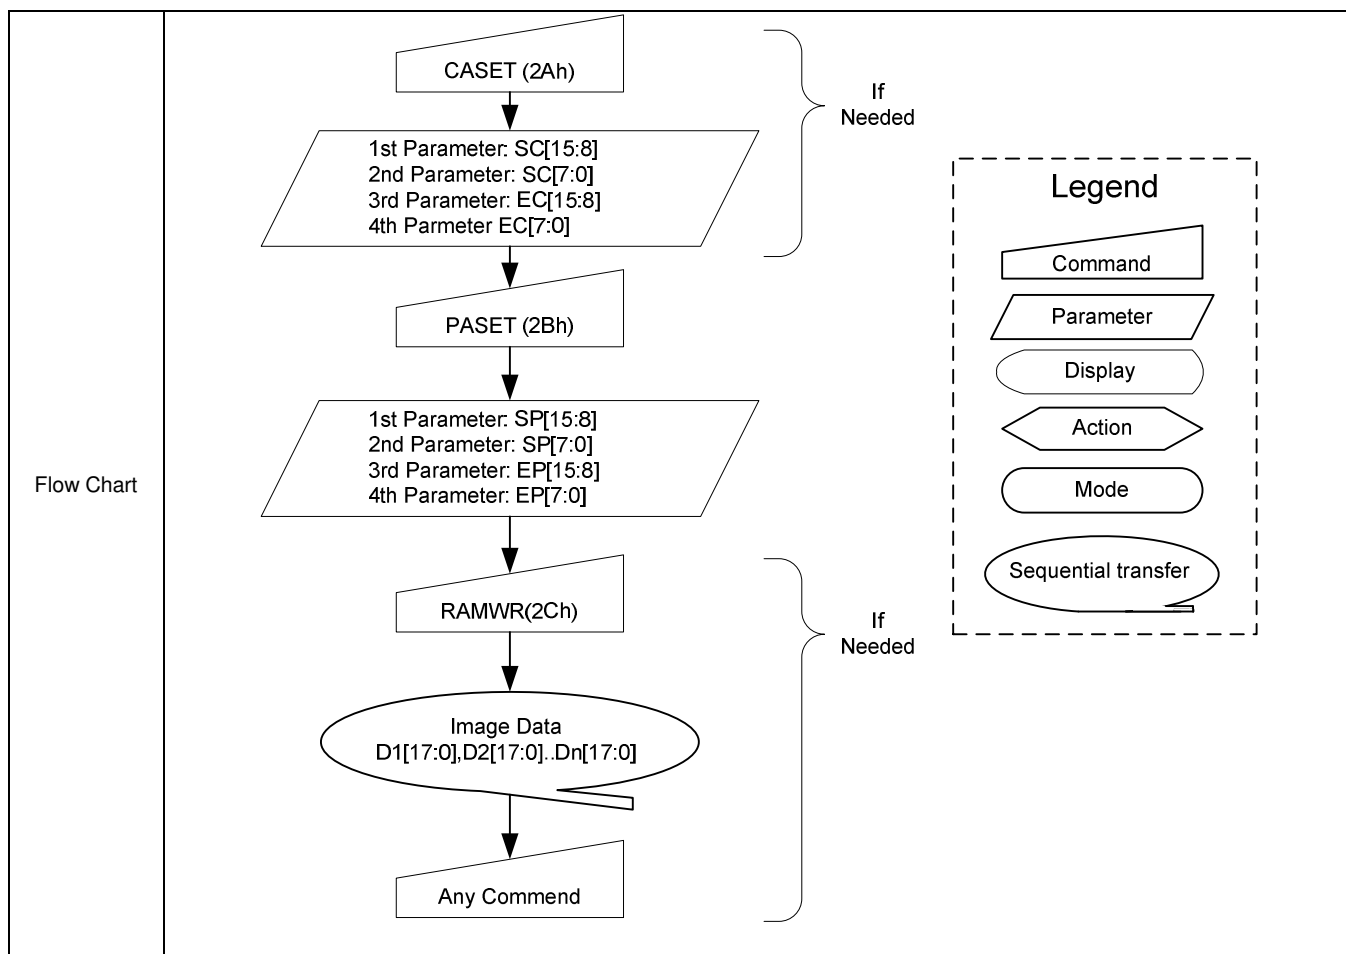 Flow Chart
CASET (2Ah)
1st Parameter: SC[15:8]
2nd Parameter: SC[7:0]
3rd Parameter: EC[15:8]
4th Parmeter EC[7:0]
If
Needed
PASET (2Bh)
1st Parameter: SP[15:8]
2nd Parameter: SP[7:0]
3rd Parameter: EP[15:8]
4th Parameter: EP[7:0]
RAMWR(2Ch)
Image Data
D1[17:0],D2[17:0]..Dn[17:0]
Any Commend
If
Needed
Legend
Command
Parameter
Display
Action
Mode
Sequential transfer